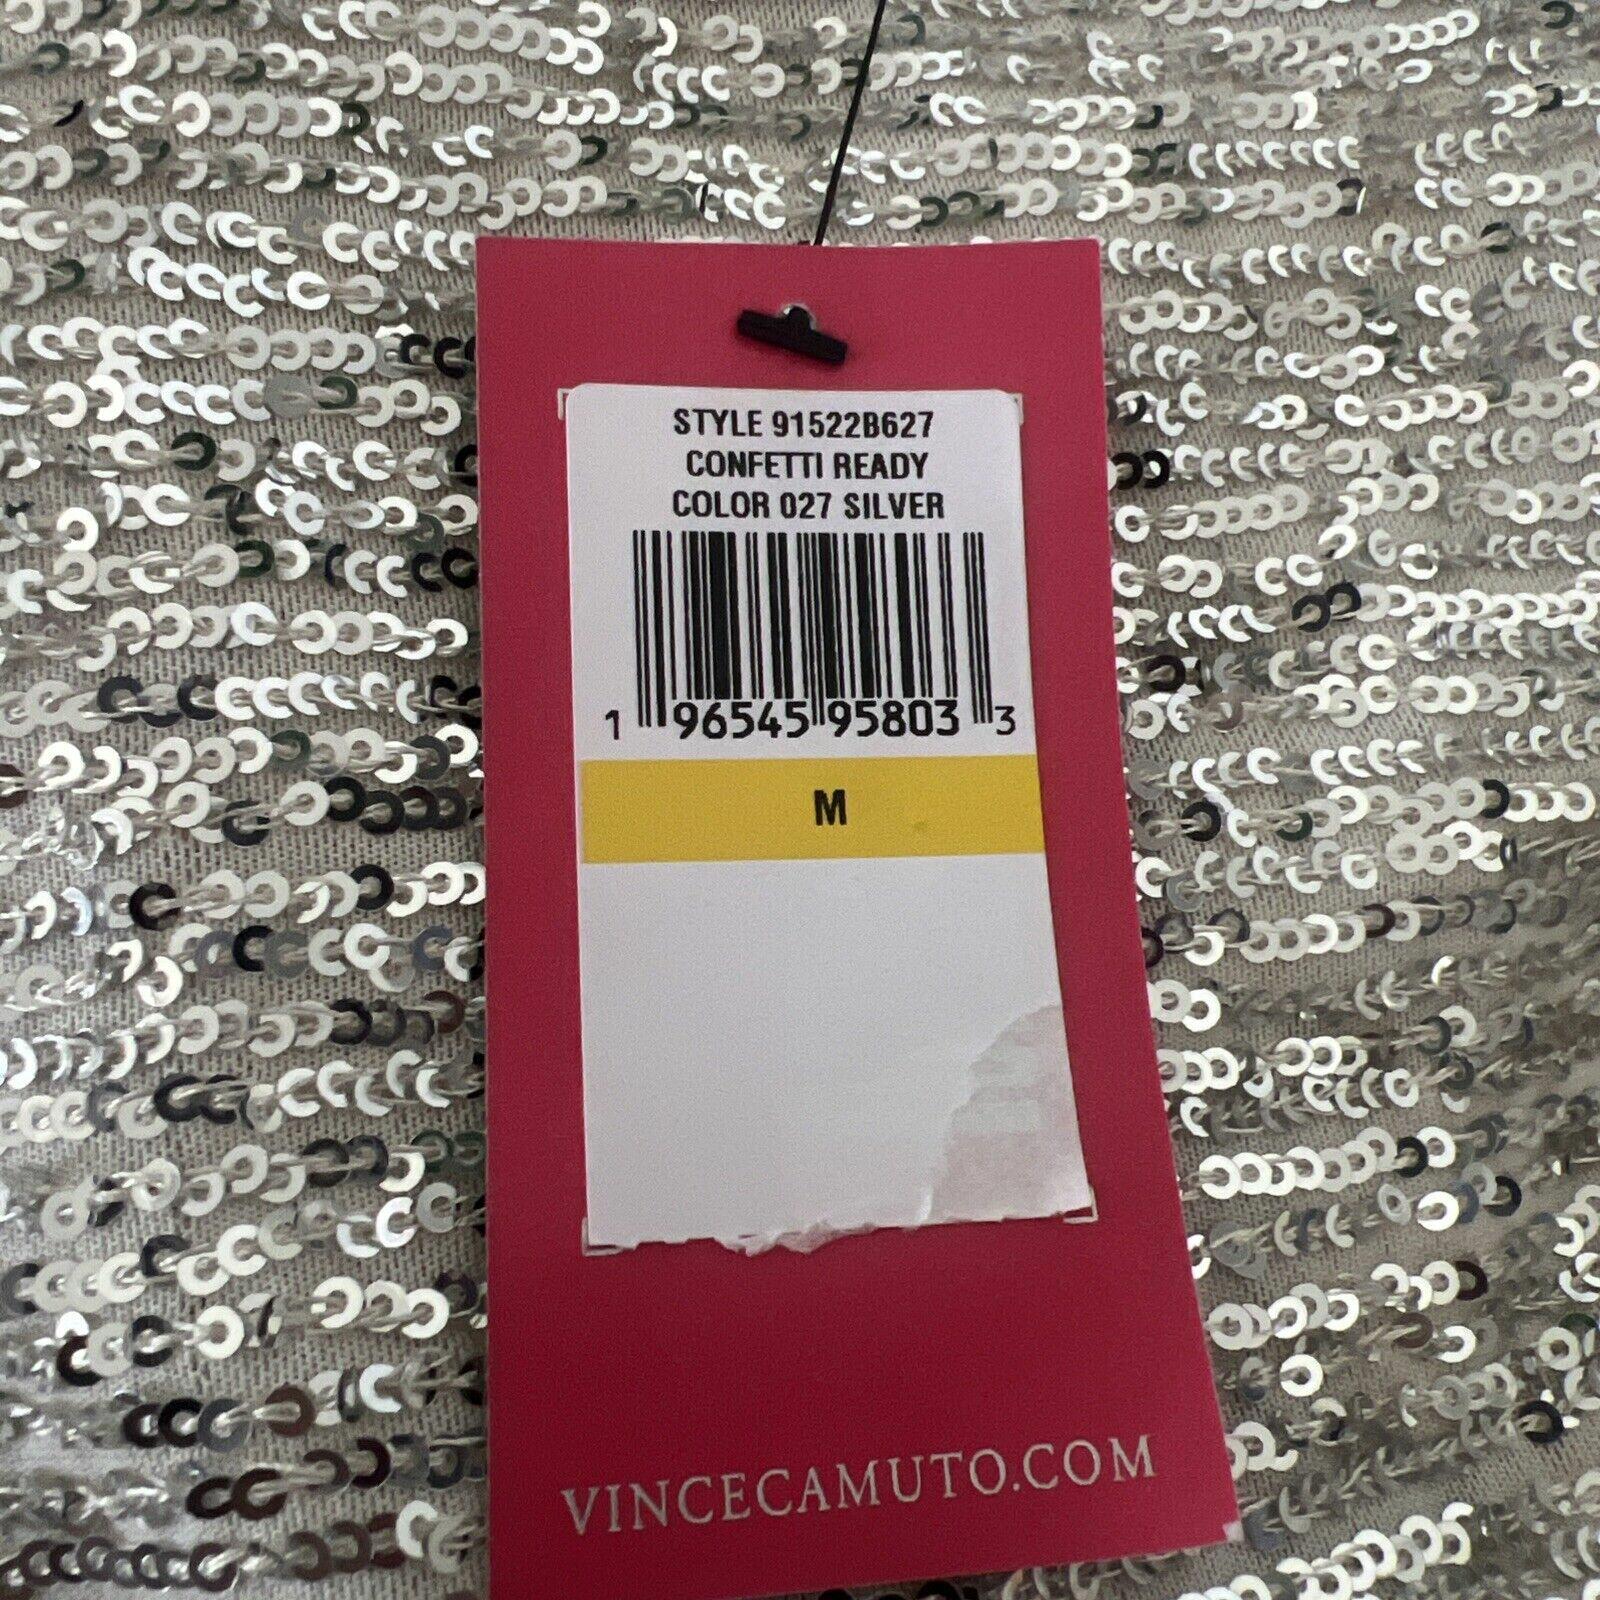 STYLE 91522B627
CONFETTI READY
COLOR 027 SILVER
1 96545 95803 3
M
VINCECAMUTO.COM